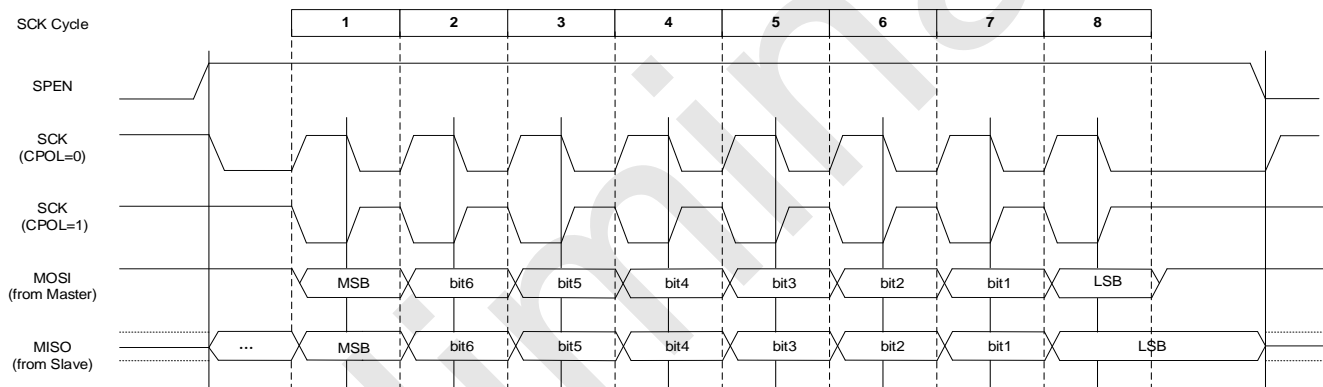 SCK Cycle 1 2 3 4 5 6 7 8
SPEN
SCK
(CPOL=0)
SCK
(CPOL=1)
MOSI
(from Master)
MSB bit6 bit5 bit4 bit3 bit2 bit1 LSB
MISO
(from Slave)
... MSB bit6 bit5 bit4 bit3 bit2 bit1 LSB